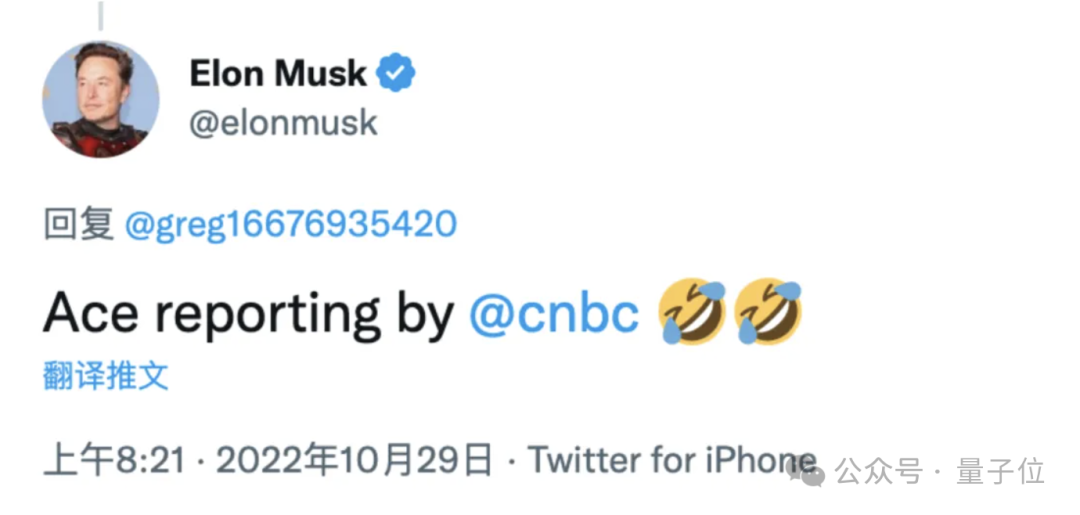 Elon Musk
@elonmusk
回复 @greg16676935420
Ace reporting by @cnbc 🤣🤣
翻译推文
上午8:21 · 2022年10月29日 · Twitter for iPhone
公众号 · 量子位